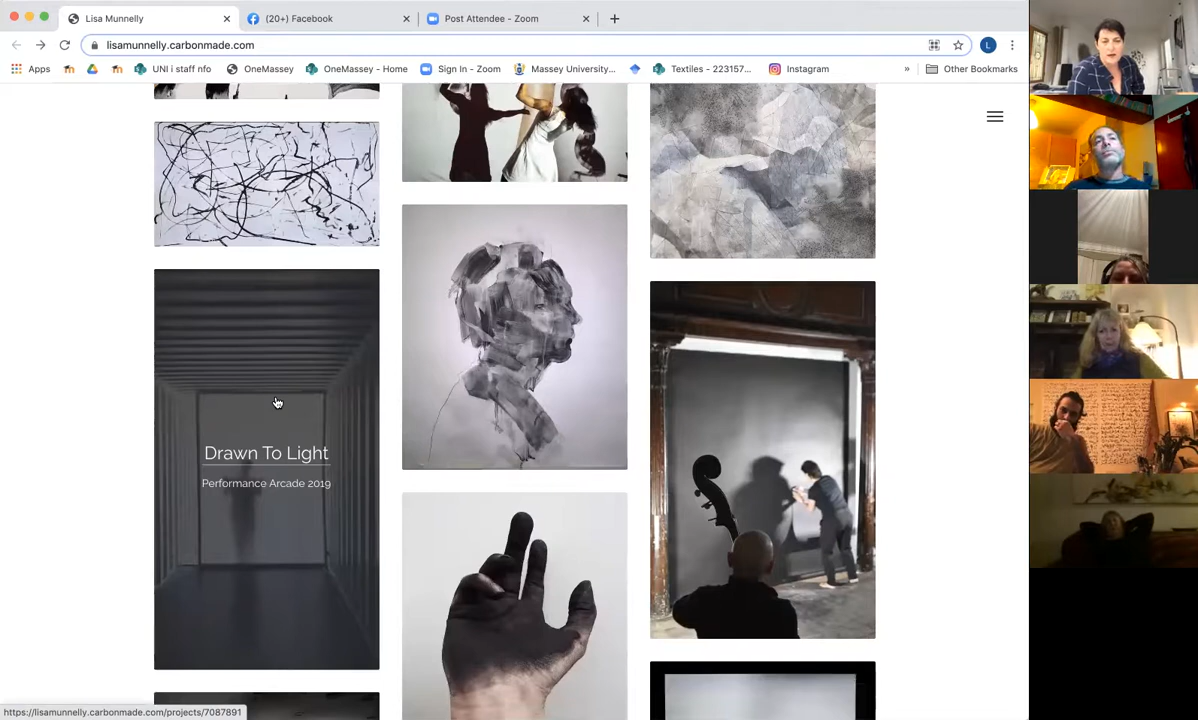 Lisa Munnelly
(20+) Facebook
Post Attendee - Zoom
lisamunnelly.carbonmade.com
L
Apps
UNI i staff nfo
OneMassey
OneMassey - Home
Sign In - Zoom
Massey University...
Textiles - 223157...
Instagram
»
Other Bookmarks
Drawn To Light
Performance Arcade 2019
https://lisamunnelly.carbonmade.com/projects/7087891